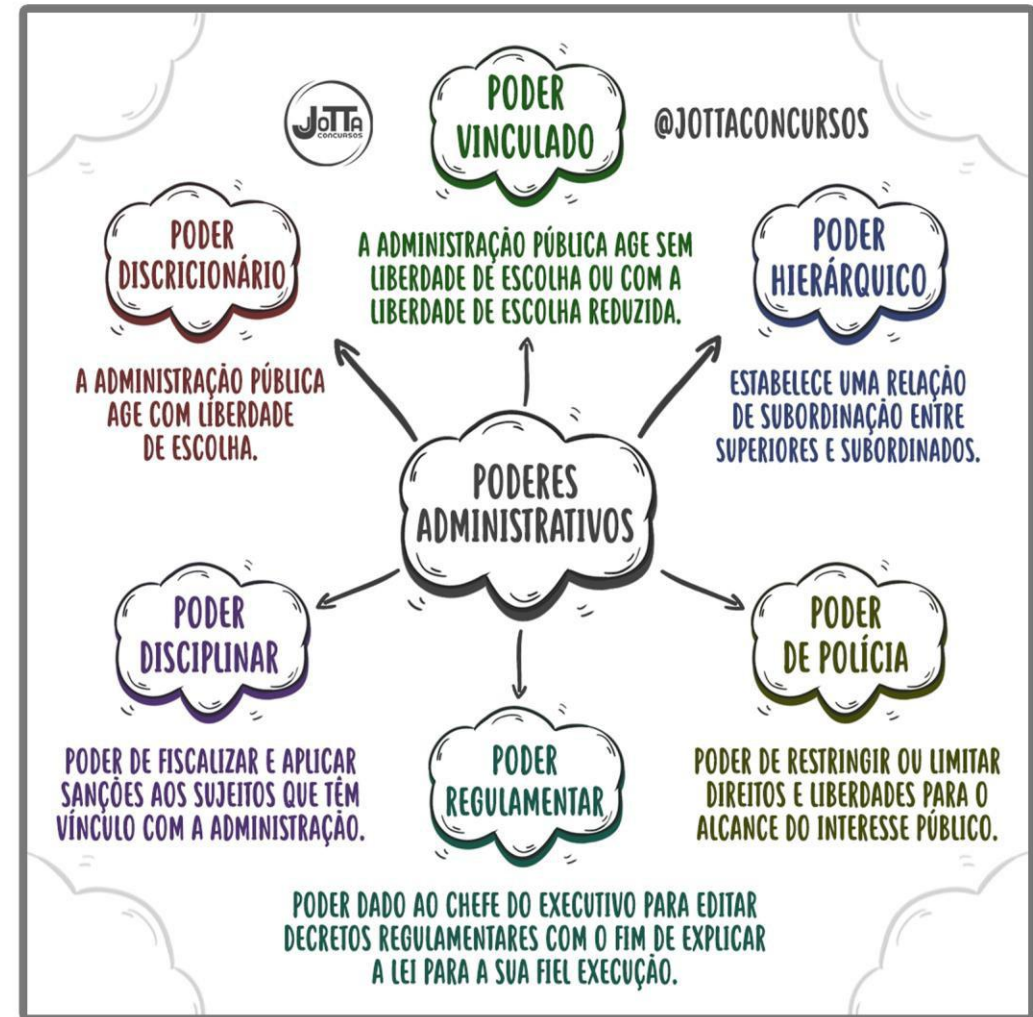 JOTTA
CONCURSOS
@JOTTACONCURSOS
PODER
VINCULADO
A ADMINISTRAÇÃO PÚBLICA AGE SEM
LIBERDADE DE ESCOLHA OU COM A
LIBERDADE DE ESCOLHA REDUZIDA.
PODER
DISCRICIONÁRIO
A ADMINISTRAÇÃO PÚBLICA
AGE COM LIBERDADE
DE ESCOLHA.
PODER
HIERÁRQUICO
ESTABELECE UMA RELAÇÃO
DE SUBORDINAÇÃO ENTRE
SUPERIORES E SUBORDINADOS.
PODERES
ADMINISTRATIVOS
PODER
DISCIPLINAR
PODER DE FISCALIZAR E APLICAR
SANÇÕES AOS SUJEITOS QUE TÊM
VÍNCULO COM A ADMINISTRAÇÃO.
PODER
REGULAMENTAR
PODER DADO AO CHEFE DO EXECUTIVO PARA EDITAR
DECRETOS REGULAMENTARES COM O FIM DE EXPLICAR
A LEI PARA A SUA FIEL EXECUÇÃO.
PODER
DE POLÍCIA
PODER DE RESTRINGIR OU LIMITAR
DIREITOS E LIBERDADES PARA O
ALCANCE DO INTERESSE PÚBLICO.